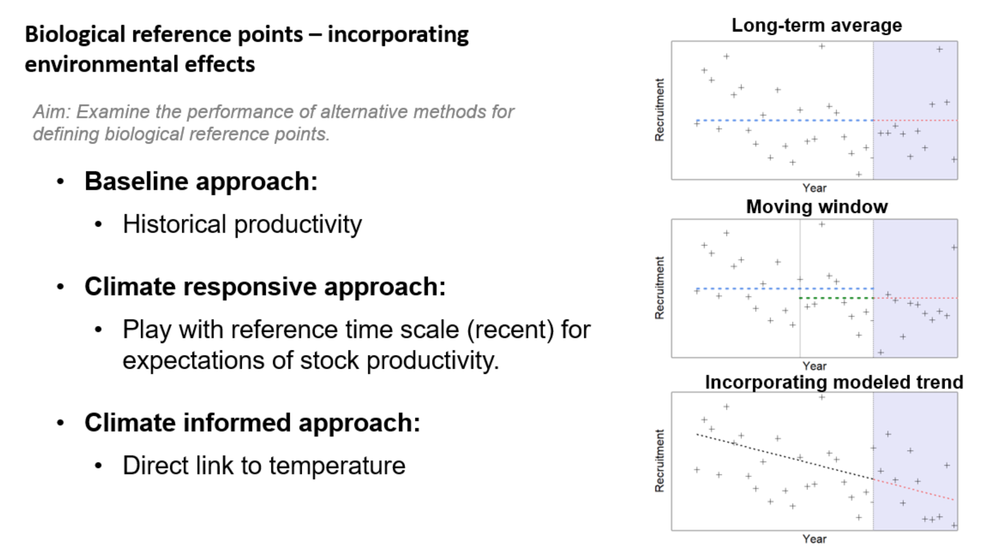 Biological reference points – incorporating
environmental effects
Aim: Examine the performance of alternative methods for
defining biological reference points.
• Baseline approach:
• Historical productivity
• Climate responsive approach:
• Play with reference time scale (recent) for
expectations of stock productivity.
• Climate informed approach:
• Direct link to temperature
Long-term average
Recruitment
Year
Moving window
Recruitment
Year
Incorporating modeled trend
Recruitment
Year